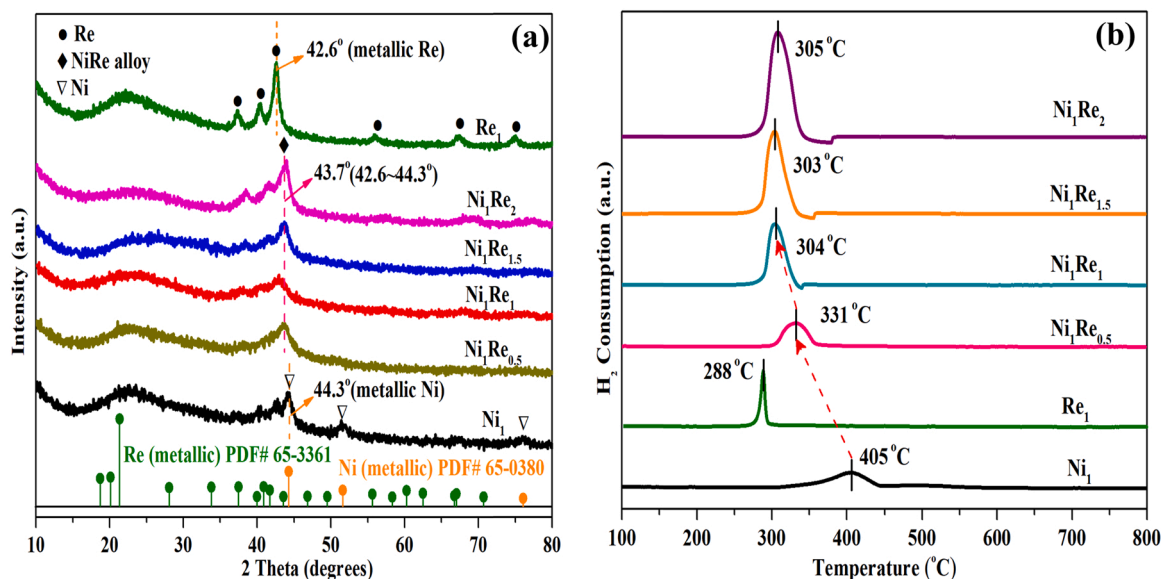 (a)
Re
NiRe alloy
Ni
42.6° (metallic Re)
Re₁
43.7° (42.6~44.3°)
Ni₁Re₂
Ni₁Re₁.₅
Ni₁Re₁
Ni₁Re₀.₅
44.3° (metallic Ni)
Ni₁
Re (metallic) PDF# 65-3361
Ni (metallic) PDF# 65-0380
Intensity (a.u.)
10 20 30 40 50 60 70 80
2 Theta (degrees)
(b)
305 °C
Ni₁Re₂
303 °C
Ni₁Re₁.₅
304 °C
Ni₁Re₁
331 °C
Ni₁Re₀.₅
288 °C
Re₁
405 °C
Ni₁
H₂ Consumption (a.u.)
100 200 300 400 500 600 700 800
Temperature (°C)